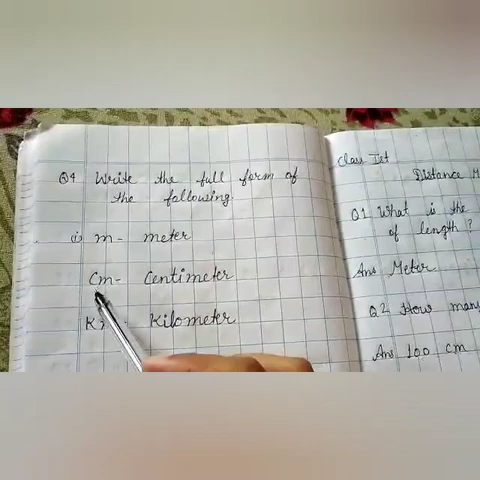 Q4 Write the full form of
the following
(i) m - meter
Cm - Centimeter
Kilometer
Class Ist
Distance
Q1 What is the
of length ?
Ans Meter
Q2 How many
Ans 100 cm